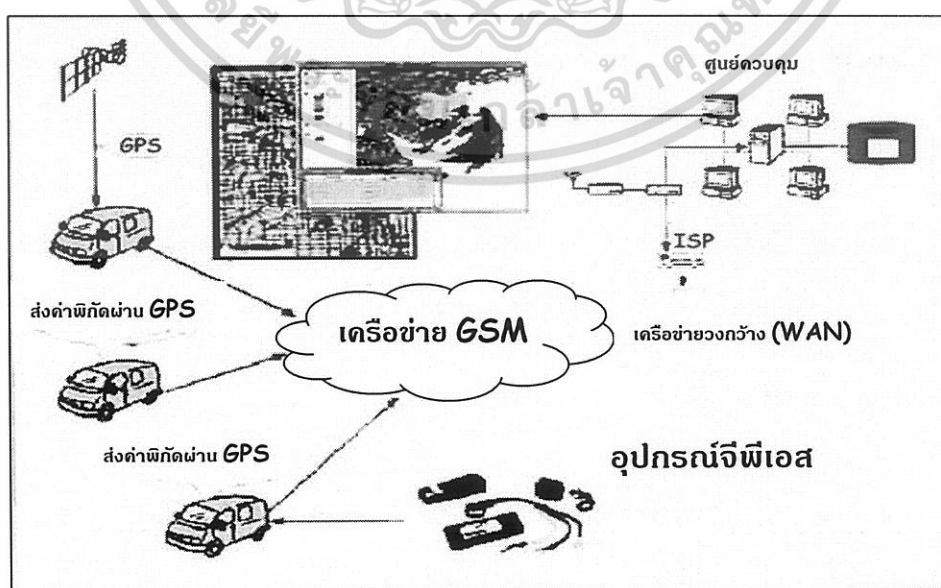 ศูนย์ควบคุม
GPS
ISP
ส่งค่าพิกัดผ่าน GPS
เครือข่าย GSM
เครือข่ายวงกว้าง (WAN)
ส่งค่าพิกัดผ่าน GPS
อุปกรณ์จีพีเอส